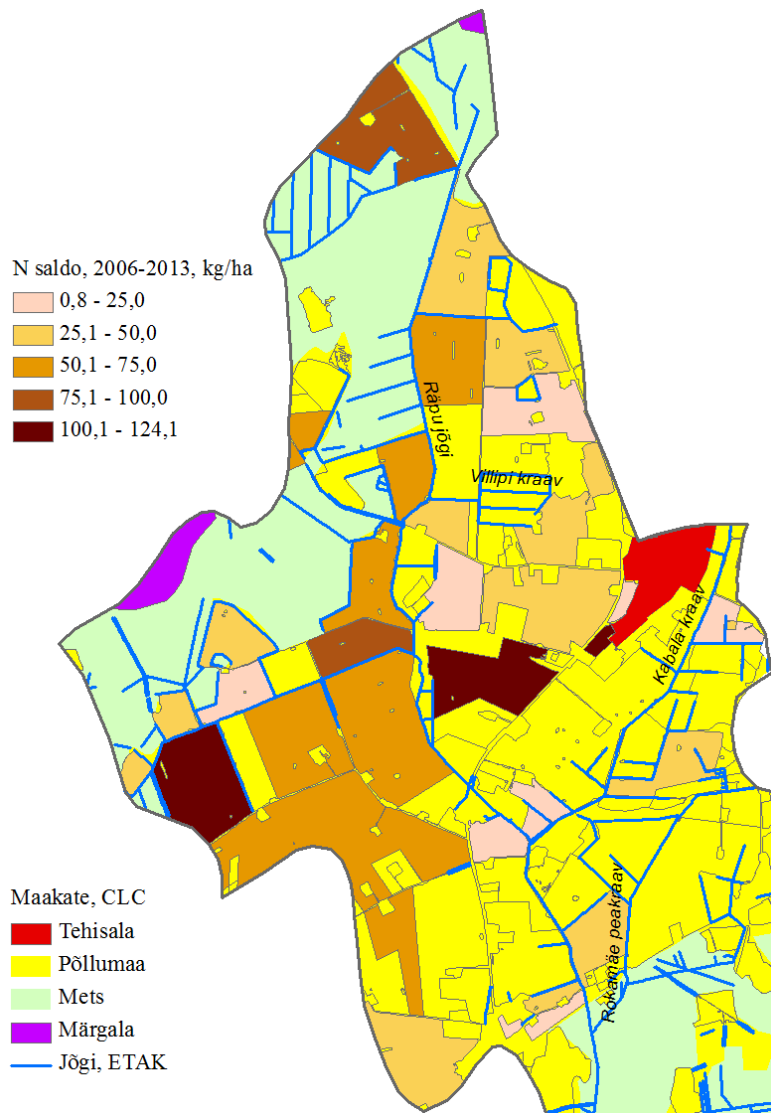 N saldo, 2006-2013, kg/ha
0,8 - 25,0
25,1 - 50,0
50,1 - 75,0
75,1 - 100,0
100,1 - 124,1
Räpu jõgi
Villipi kraav
Kabala kraav
Rõkamäe peakraav
Maakate, CLC
Tehisala
Põllumaa
Mets
Märgala
Jõgi, ETAK